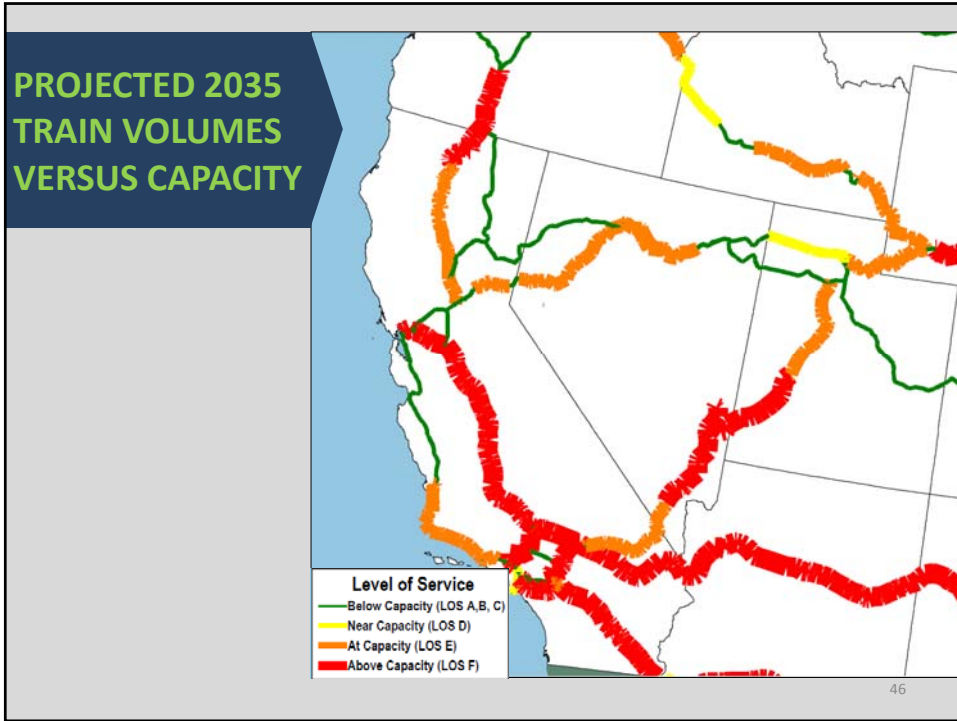 PROJECTED 2035
TRAIN VOLUMES
VERSUS CAPACITY
Level of Service
Below Capacity (LOS A,B, C)
Near Capacity (LOS D)
At Capacity (LOS E)
Above Capacity (LOS F)
46